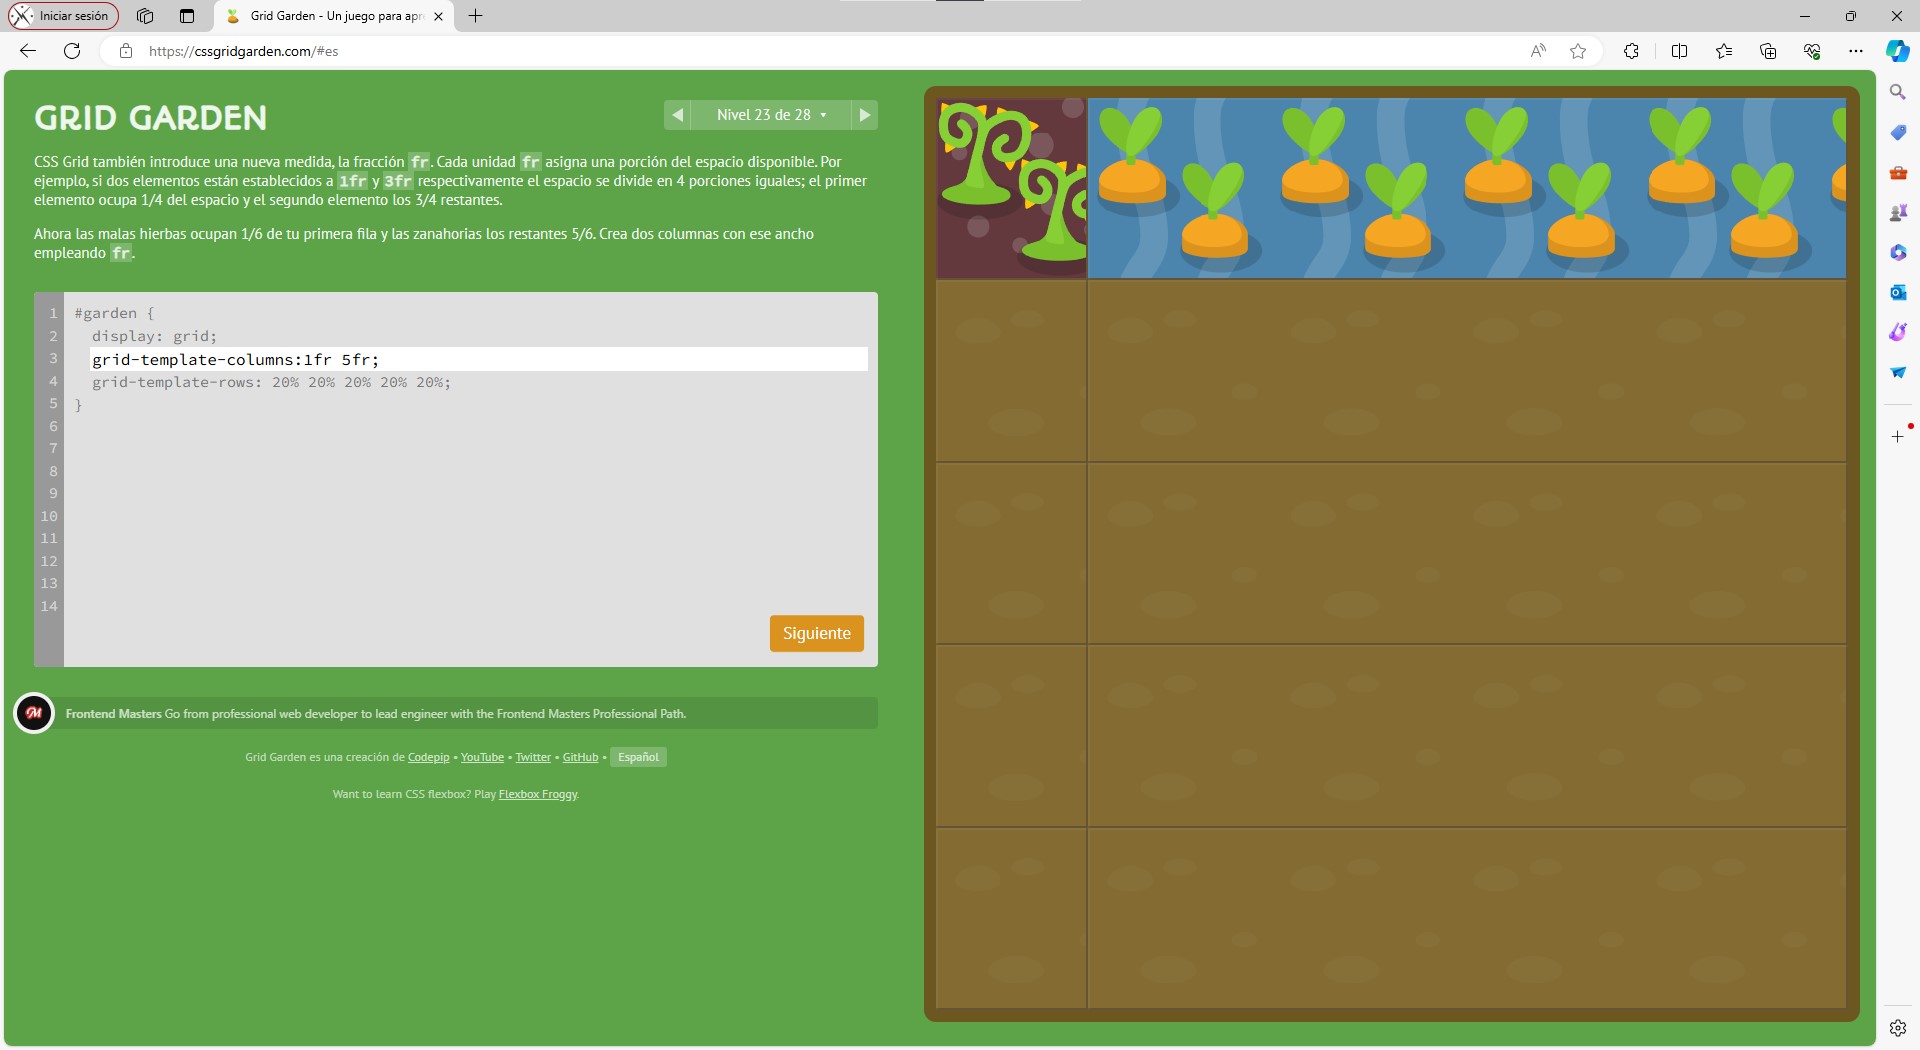 Iniciar sesión
Grid Garden - Un juego para apr
https://cssgridgarden.com/#es
GRID GARDEN
Nivel 23 de 28
CSS Grid también introduce una nueva medida, la fracción fr. Cada unidad fr asigna una porción del espacio disponible. Por
ejemplo, si dos elementos están establecidos a 1fr y 3fr respectivamente el espacio se divide en 4 porciones iguales; el primer
elemento ocupa 1/4 del espacio y el segundo elemento los 3/4 restantes.
Ahora las malas hierbas ocupan 1/6 de tu primera fila y las zanahorias los restantes 5/6. Crea dos columnas con ese ancho
empleando fr.
1 #garden {
2 display: grid;
3 grid-template-columns:1fr 5fr;
4 grid-template-rows: 20% 20% 20% 20% 20%;
5 }
6
7
8
9
10
11
12
13
14
Siguiente
Frontend Masters Go from professional web developer to lead engineer with the Frontend Masters Professional Path.
Grid Garden es una creación de Codepip • YouTube • Twitter • GitHub • Español
Want to learn CSS flexbox? Play Flexbox Froggy.